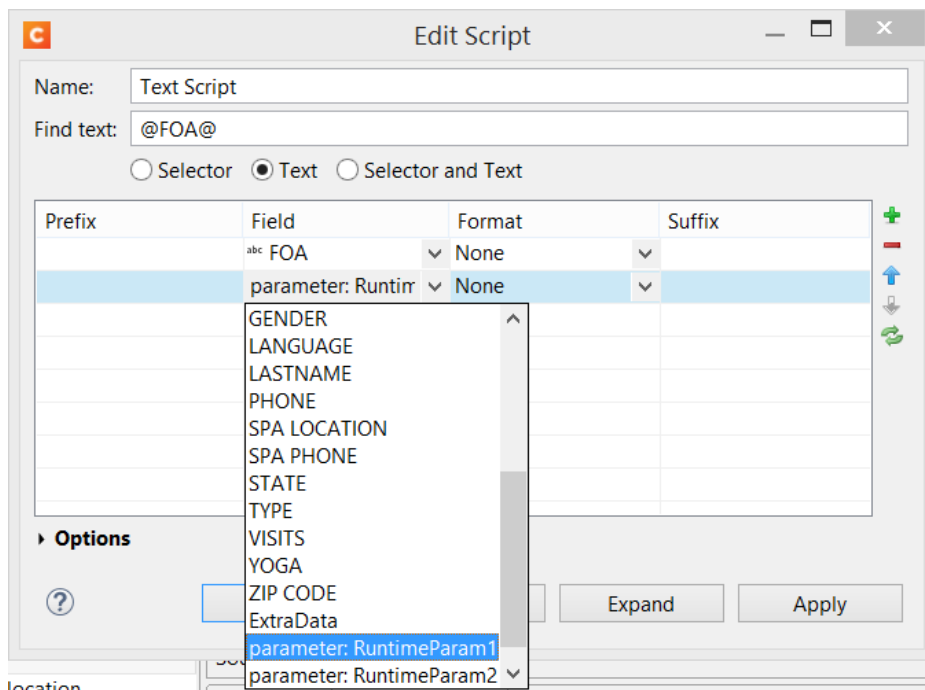 C Edit Script
Name: Text Script
Find text: @FOA@
Selector Text Selector and Text
Prefix Field Format Suffix
abc FOA None
parameter: Runtim None
GENDER
LANGUAGE
LASTNAME
PHONE
SPA LOCATION
SPA PHONE
STATE
TYPE
VISITS
YOGA
ZIP CODE
ExtraData
parameter: RuntimeParam1
parameter: RuntimeParam2
Options
? Expand Apply
location